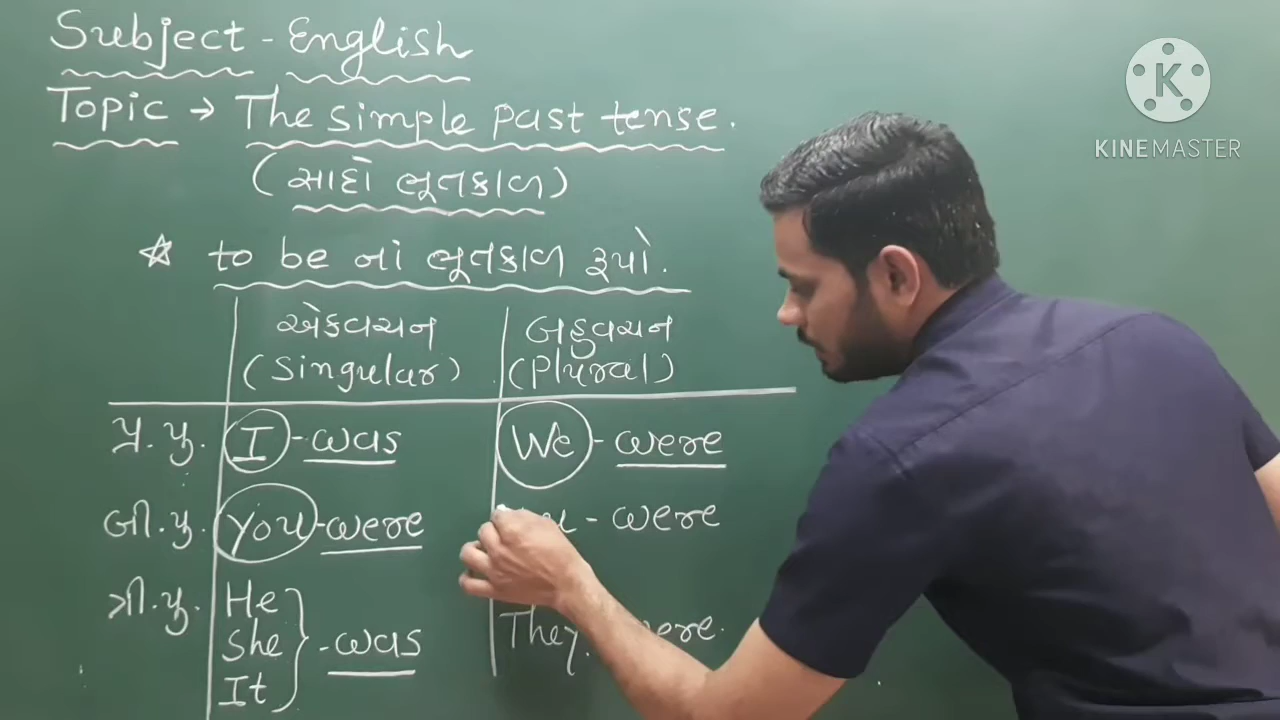 Subject - English
Topic → The simple past tense.
(સાદો ભૂતકાળ)
☆ to be નાં ભૂતકાળ રૂપો.
એકવચન બહુવચન
(Singular) (Plural)
પ્ર. પુ. I - was We - were
બી. પુ. you - were - were
ત્રી. પુ. He
She - was They were.
It
K
KINEMASTER